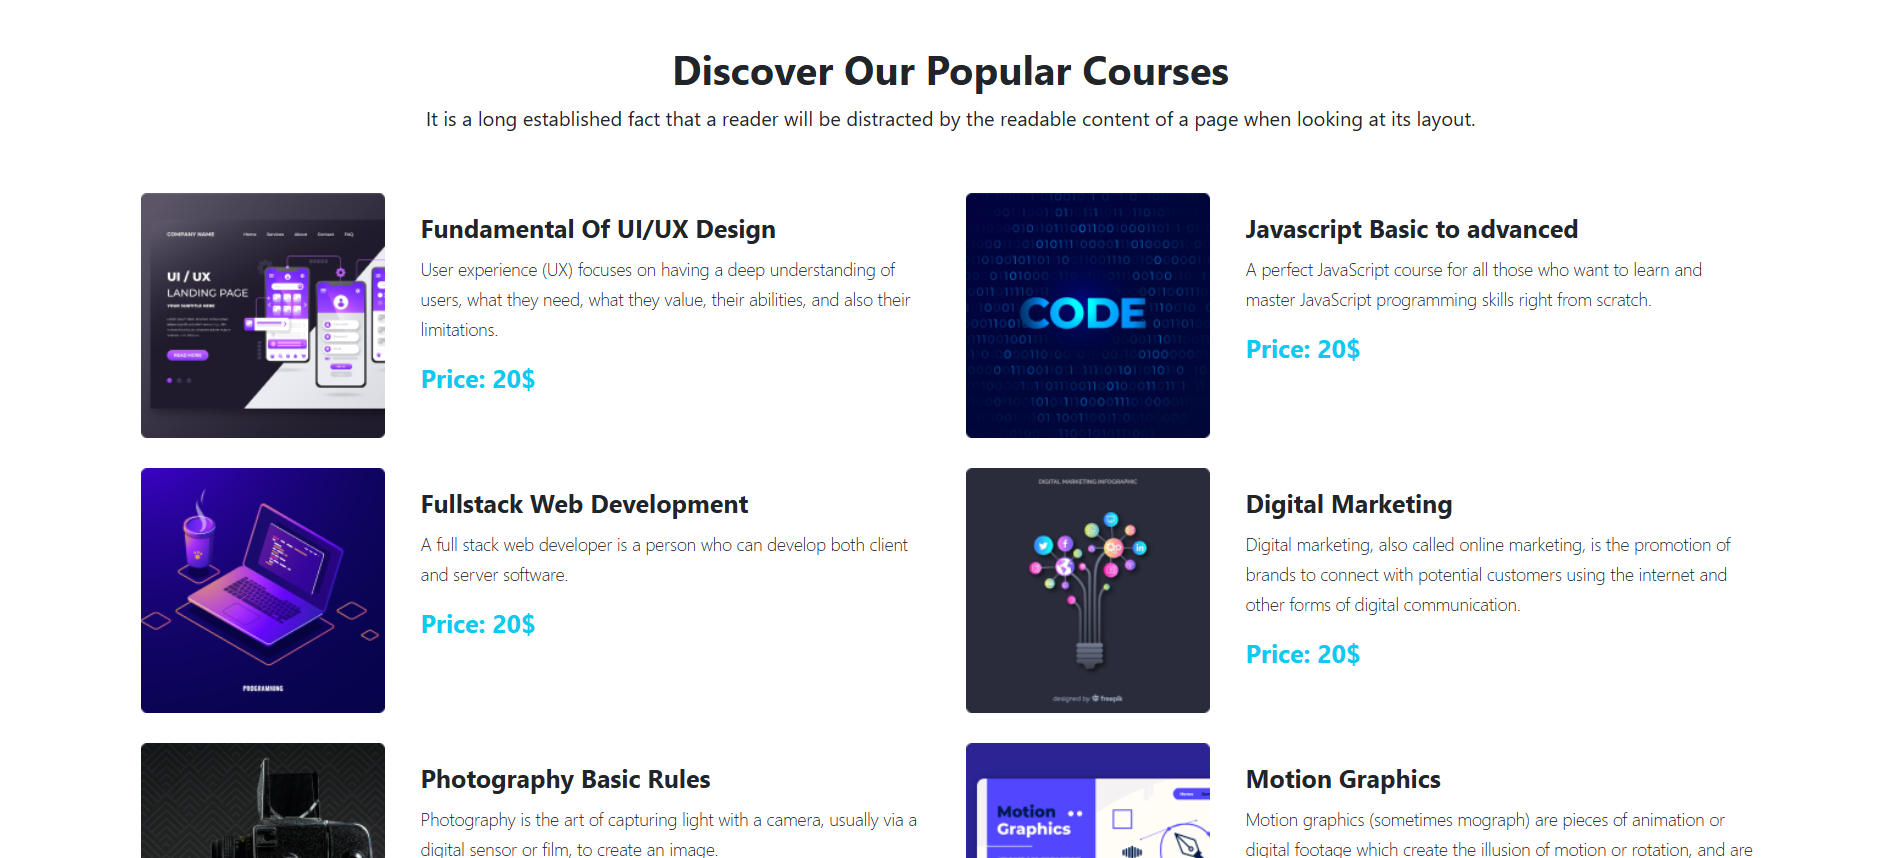 Discover Our Popular Courses
It is a long established fact that a reader will be distracted by the readable content of a page when looking at its layout.
COMPANY NAME
Home Services About Contact FAQ
UI / UX
LANDING PAGE
YOUR SUBTITLE HERE
READ MORE
Fundamental Of UI/UX Design
User experience (UX) focuses on having a deep understanding of
users, what they need, what they value, their abilities, and also their
limitations.
Price: 20$
CODE
Javascript Basic to advanced
A perfect JavaScript course for all those who want to learn and
master JavaScript programming skills right from scratch.
Price: 20$
PROGRAMMING
Fullstack Web Development
A full stack web developer is a person who can develop both client
and server software.
Price: 20$
DIGITAL MARKETING INFOGRAPHIC
designed by freepik
Digital Marketing
Digital marketing, also called online marketing, is the promotion of
brands to connect with potential customers using the internet and
other forms of digital communication.
Price: 20$
Photography Basic Rules
Photography is the art of capturing light with a camera, usually via a
digital sensor or film, to create an image.
Home
Motion
Graphics
Motion Graphics
Motion graphics (sometimes mograph) are pieces of animation or
digital footage which create the illusion of motion or rotation, and are